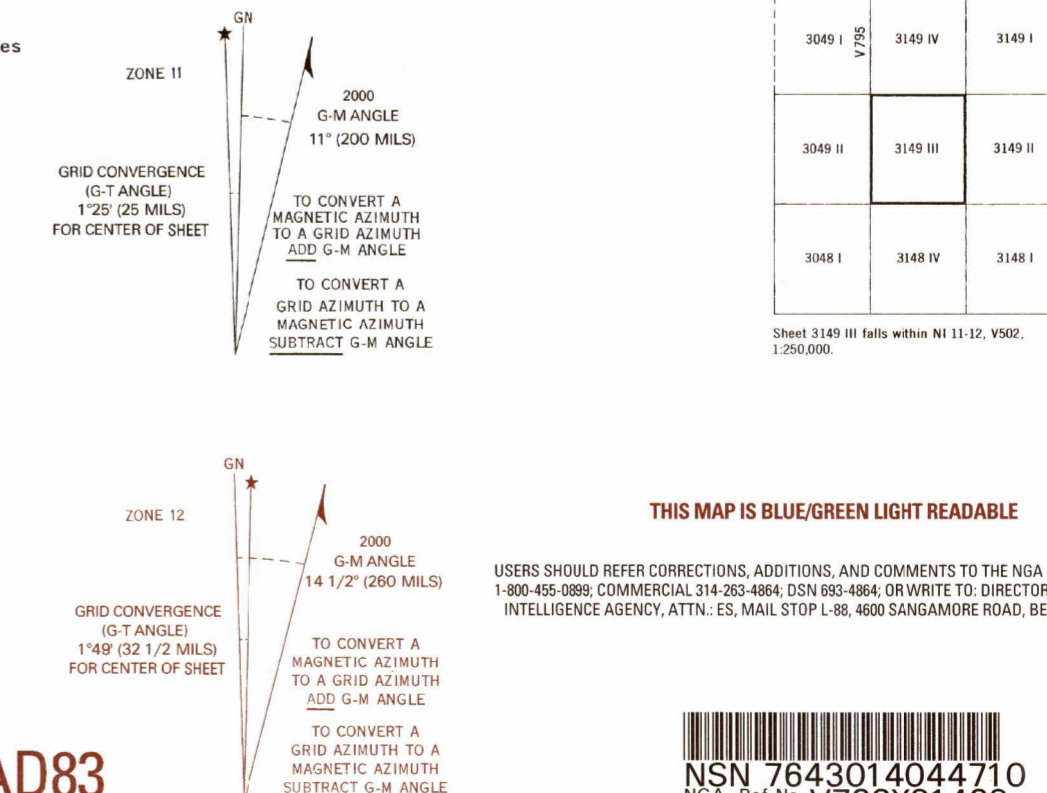 es
GN
ZONE 11
2000
G-M ANGLE
11° (200 MILS)
GRID CONVERGENCE
(G-T ANGLE)
1°25' (25 MILS)
FOR CENTER OF SHEET
TO CONVERT A
MAGNETIC AZIMUTH
TO A GRID AZIMUTH
ADD G-M ANGLE
TO CONVERT A
GRID AZIMUTH TO A
MAGNETIC AZIMUTH
SUBTRACT G-M ANGLE
3049 I
V795
3149 IV
3149 I
3049 II
3149 III
3149 II
3048 I
3148 IV
3148 I
Sheet 3149 III falls within NI 11-12, V502,
1:250,000.
GN
ZONE 12
2000
G-M ANGLE
14 1/2° (260 MILS)
GRID CONVERGENCE
(G-T ANGLE)
1°49' (32 1/2 MILS)
FOR CENTER OF SHEET
TO CONVERT A
MAGNETIC AZIMUTH
TO A GRID AZIMUTH
ADD G-M ANGLE
TO CONVERT A
GRID AZIMUTH TO A
MAGNETIC AZIMUTH
SUBTRACT G-M ANGLE
AD83
THIS MAP IS BLUE/GREEN LIGHT READABLE
USERS SHOULD REFER CORRECTIONS, ADDITIONS, AND COMMENTS TO THE NGA
1-800-455-0899; COMMERCIAL 314-263-4864; DSN 693-4864; OR WRITE TO: DIRECTOR
INTELLIGENCE AGENCY, ATTN.: ES, MAIL STOP L-88, 4600 SANGAMORE ROAD, BE
NSN 7643014044710
NGA Ref No.